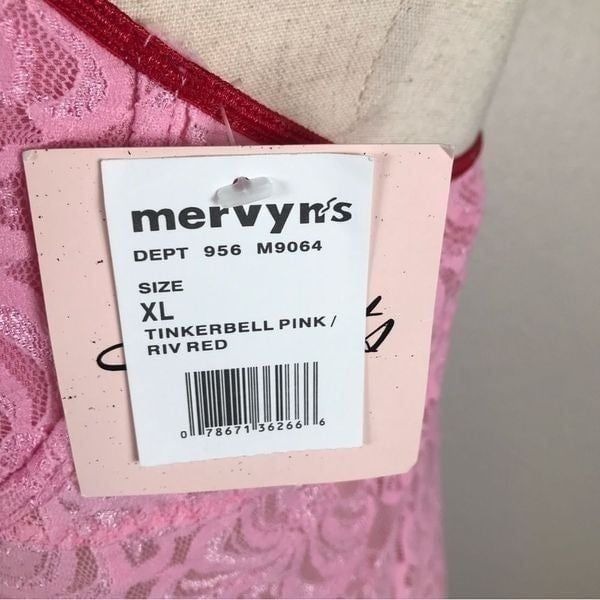 mervyn's
DEPT 956 M9064
SIZE
XL
TINKERBELL PINK /
RIV RED
0 78671 36266 6